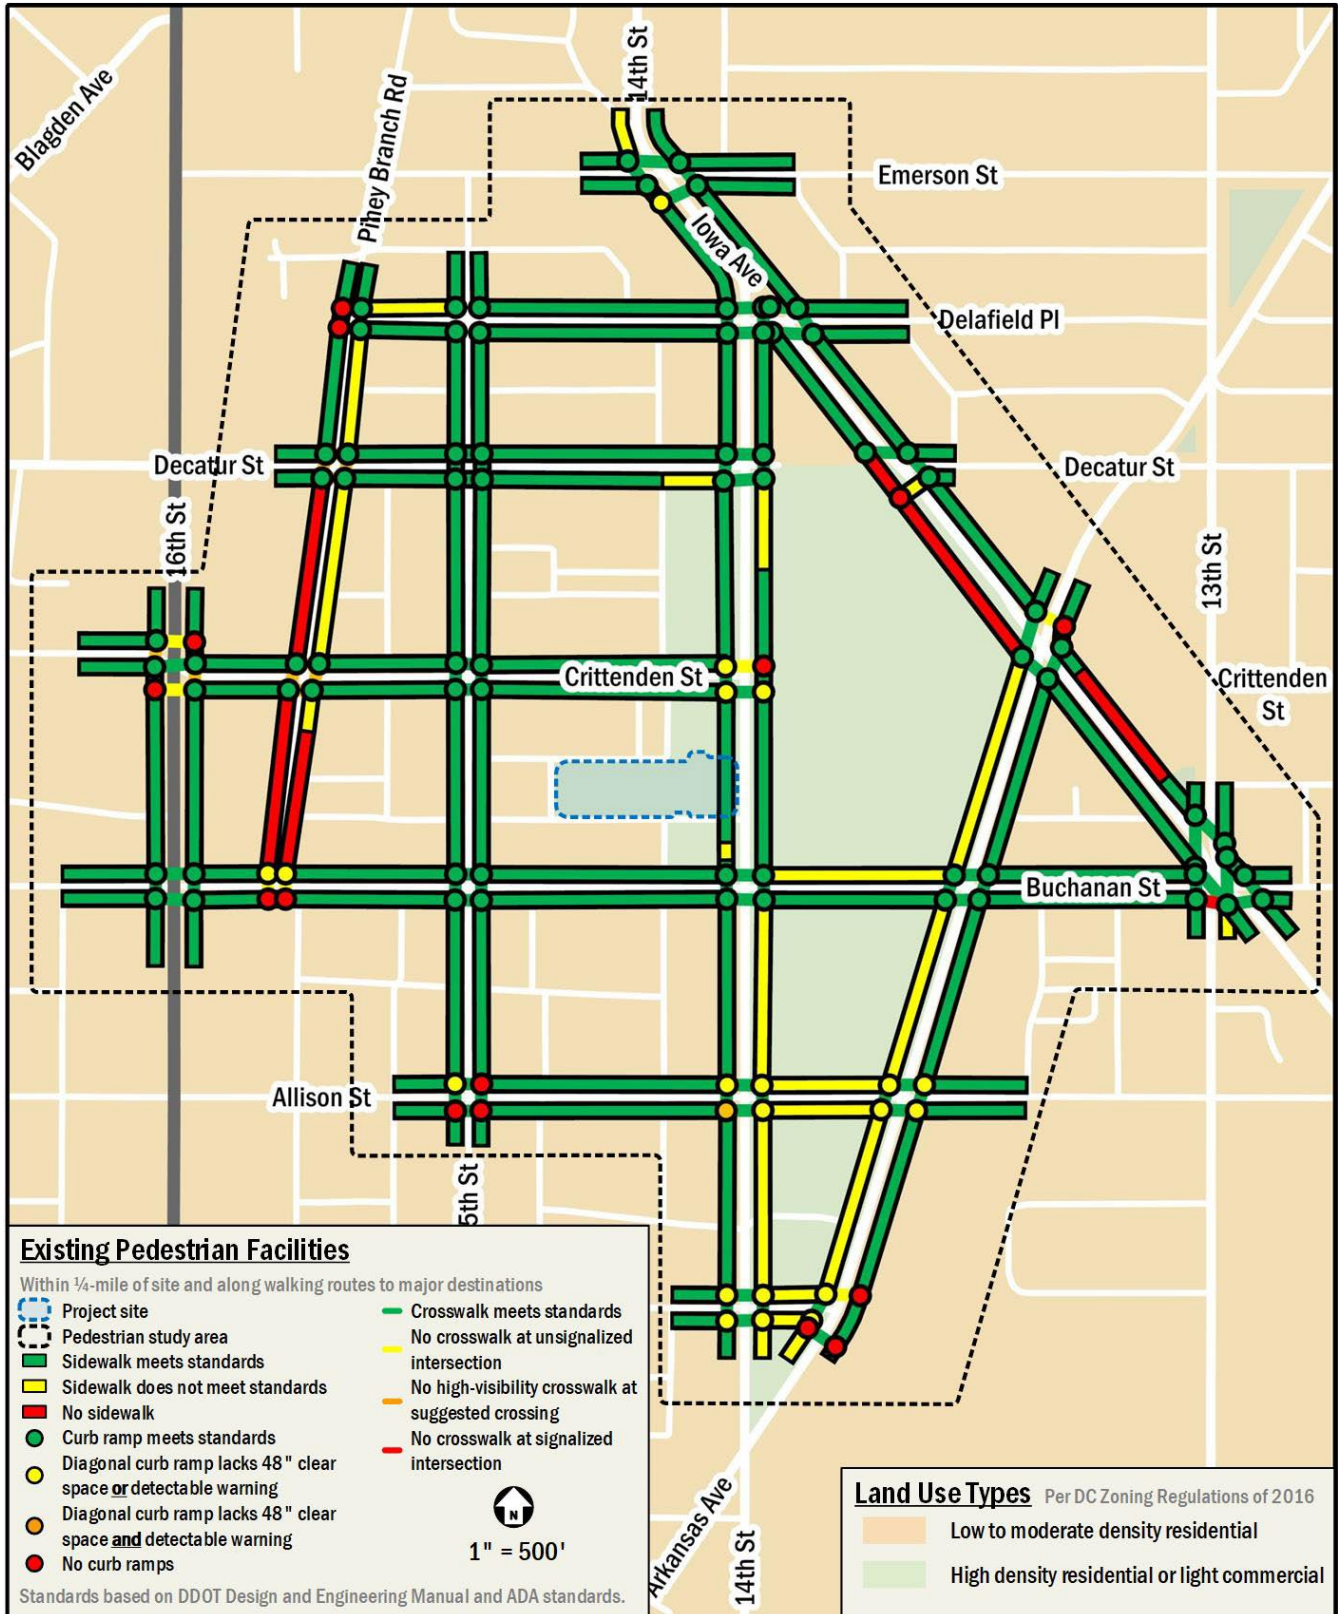 14th St
Blagden Ave
Piney Branch Rd
Emerson St
Iowa Ave
Delafield Pl
Decatur St
Decatur St
16th St
13th St
Crittenden St
Crittenden
St
Buchanan St
Allison St
5th St
Arkansas Ave
14th St
Existing Pedestrian Facilities
Within ¼-mile of site and along walking routes to major destinations
Project site
Pedestrian study area
Sidewalk meets standards
Sidewalk does not meet standards
No sidewalk
Curb ramp meets standards
Diagonal curb ramp lacks 48" clear
space or detectable warning
Diagonal curb ramp lacks 48" clear
space and detectable warning
No curb ramps
Crosswalk meets standards
No crosswalk at unsignalized
intersection
No high-visibility crosswalk at
suggested crossing
No crosswalk at signalized
intersection
N
1" = 500'
Standards based on DDOT Design and Engineering Manual and ADA standards.
Land Use Types Per DC Zoning Regulations of 2016
Low to moderate density residential
High density residential or light commercial